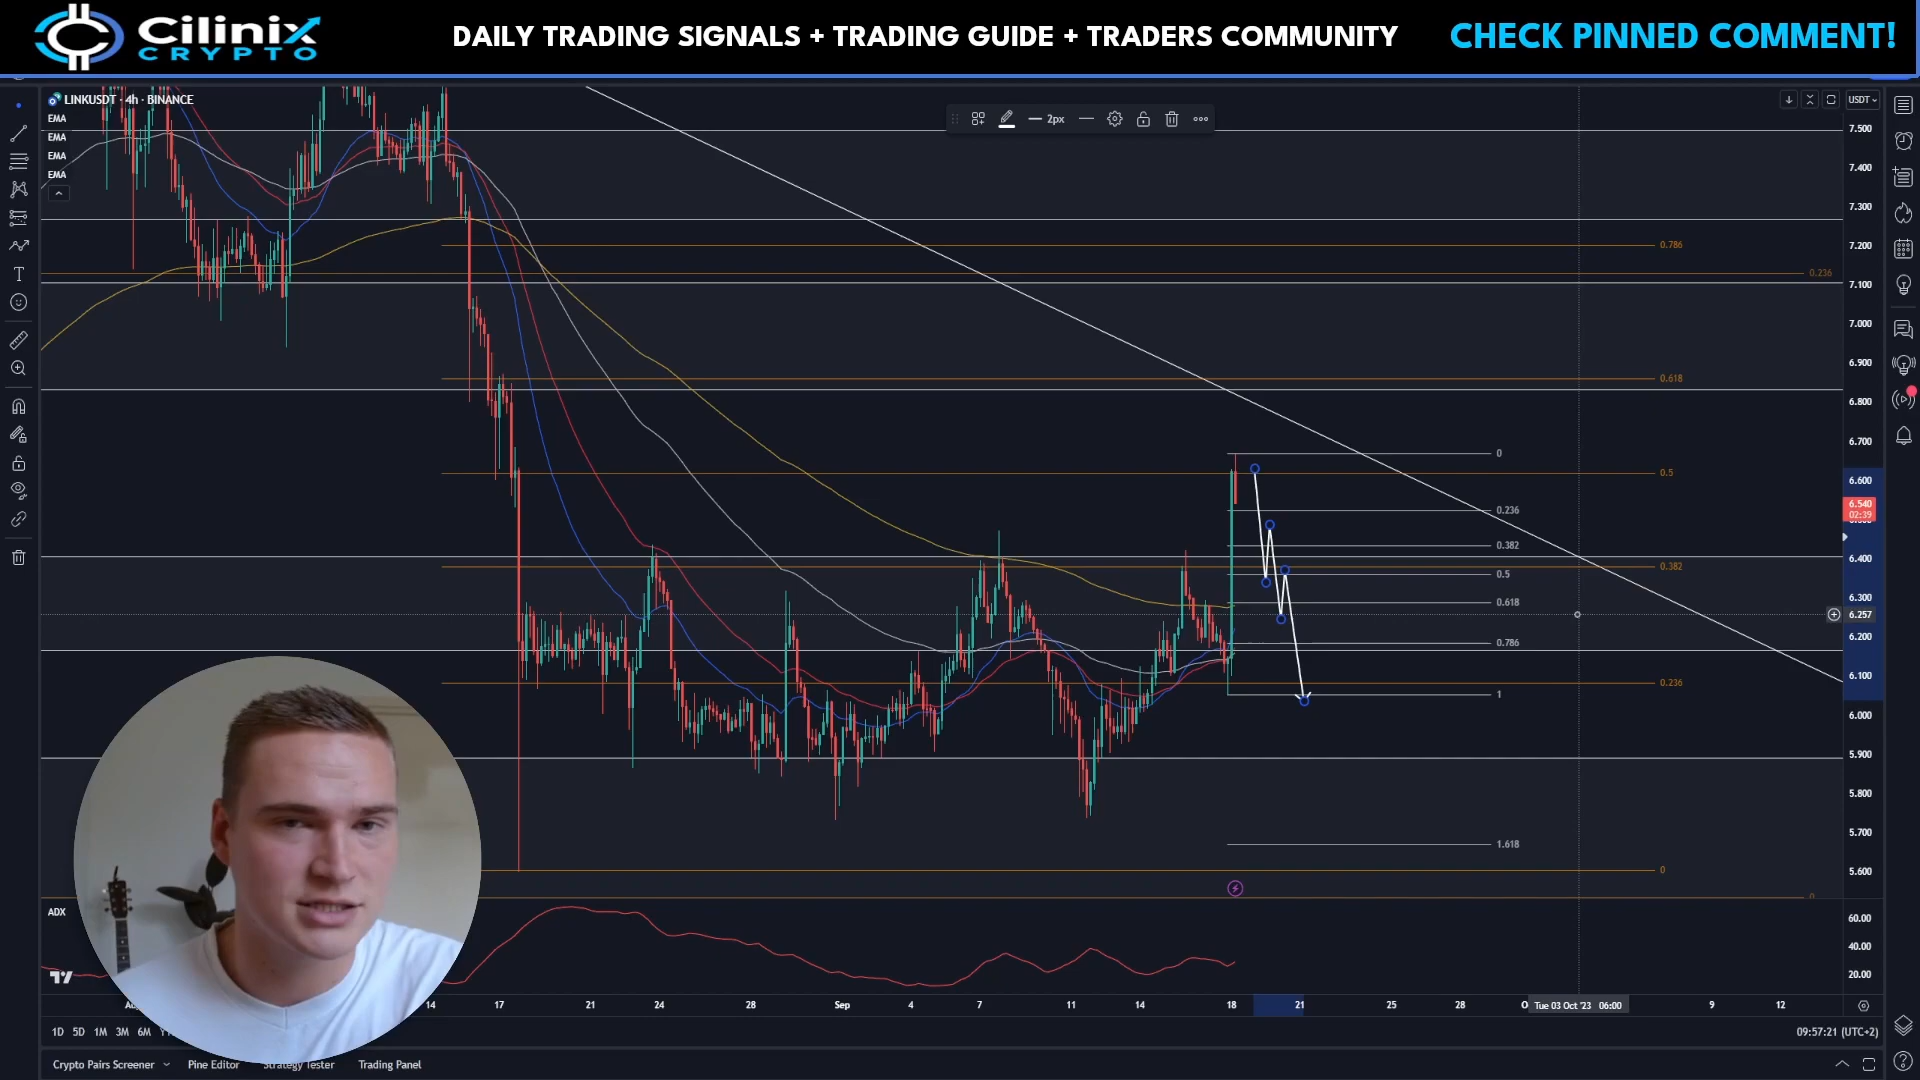 Cilinix
CRYPTO
DAILY TRADING SIGNALS + TRADING GUIDE + TRADERS COMMUNITY
CHECK PINNED COMMENT!
LINKUSDT · 4h · BINANCE
USDT
EMA
EMA
EMA
EMA
2px
7.500
7.400
7.300
7.200
7.100
7.000
6.900
6.800
6.700
6.600
6.540
02:39
6.400
6.300
6.257
6.200
6.100
6.000
5.900
5.800
5.700
5.600
0.786
0.236
0.618
0
0.5
0.236
0.382
0.382
0.5
0.618
0.786
0.236
1
1.618
0
0
ADX
60.00
40.00
20.00
14
17
21
24
28
Sep
4
7
11
14
18
21
25
28
Tue 03 Oct '23 06:00
9
12
1D 5D 1M 3M 6M
09:57:21 (UTC+2)
Crypto Pairs Screener
Pine Editor
Strategy Tester
Trading Panel